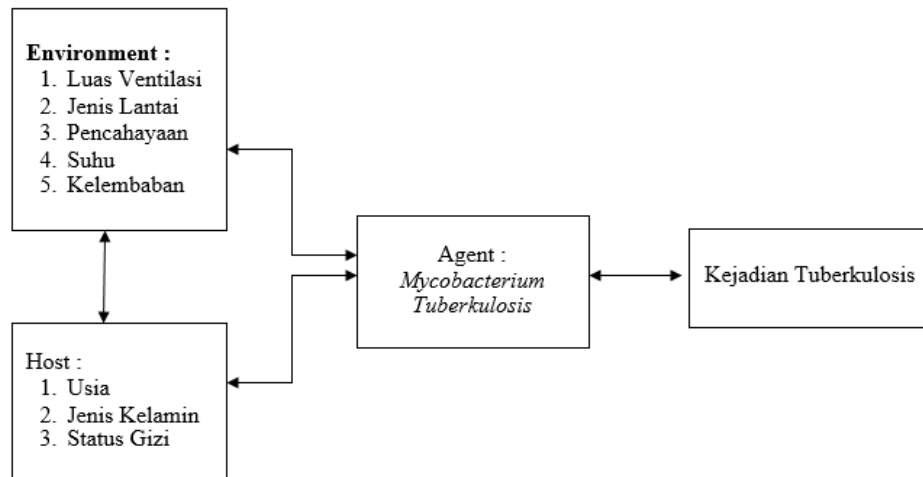 Environment :
1. Luas Ventilasi
2. Jenis Lantai
3. Pencahayaan
4. Suhu
5. Kelembaban
Agent :
Mycobacterium
Tuberkulosis
Kejadian Tuberkulosis
Host :
1. Usia
2. Jenis Kelamin
3. Status Gizi